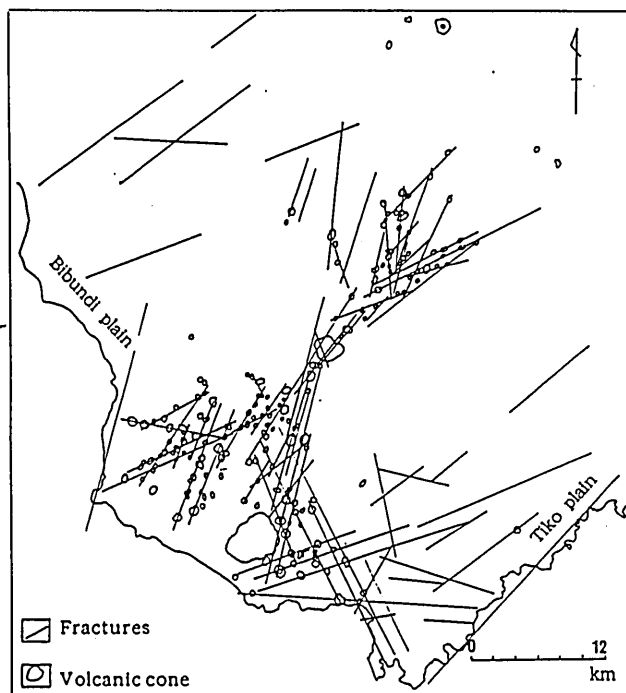 Bibundi plain
Tiko plain
Fractures
Volcanic cone
0 12
km